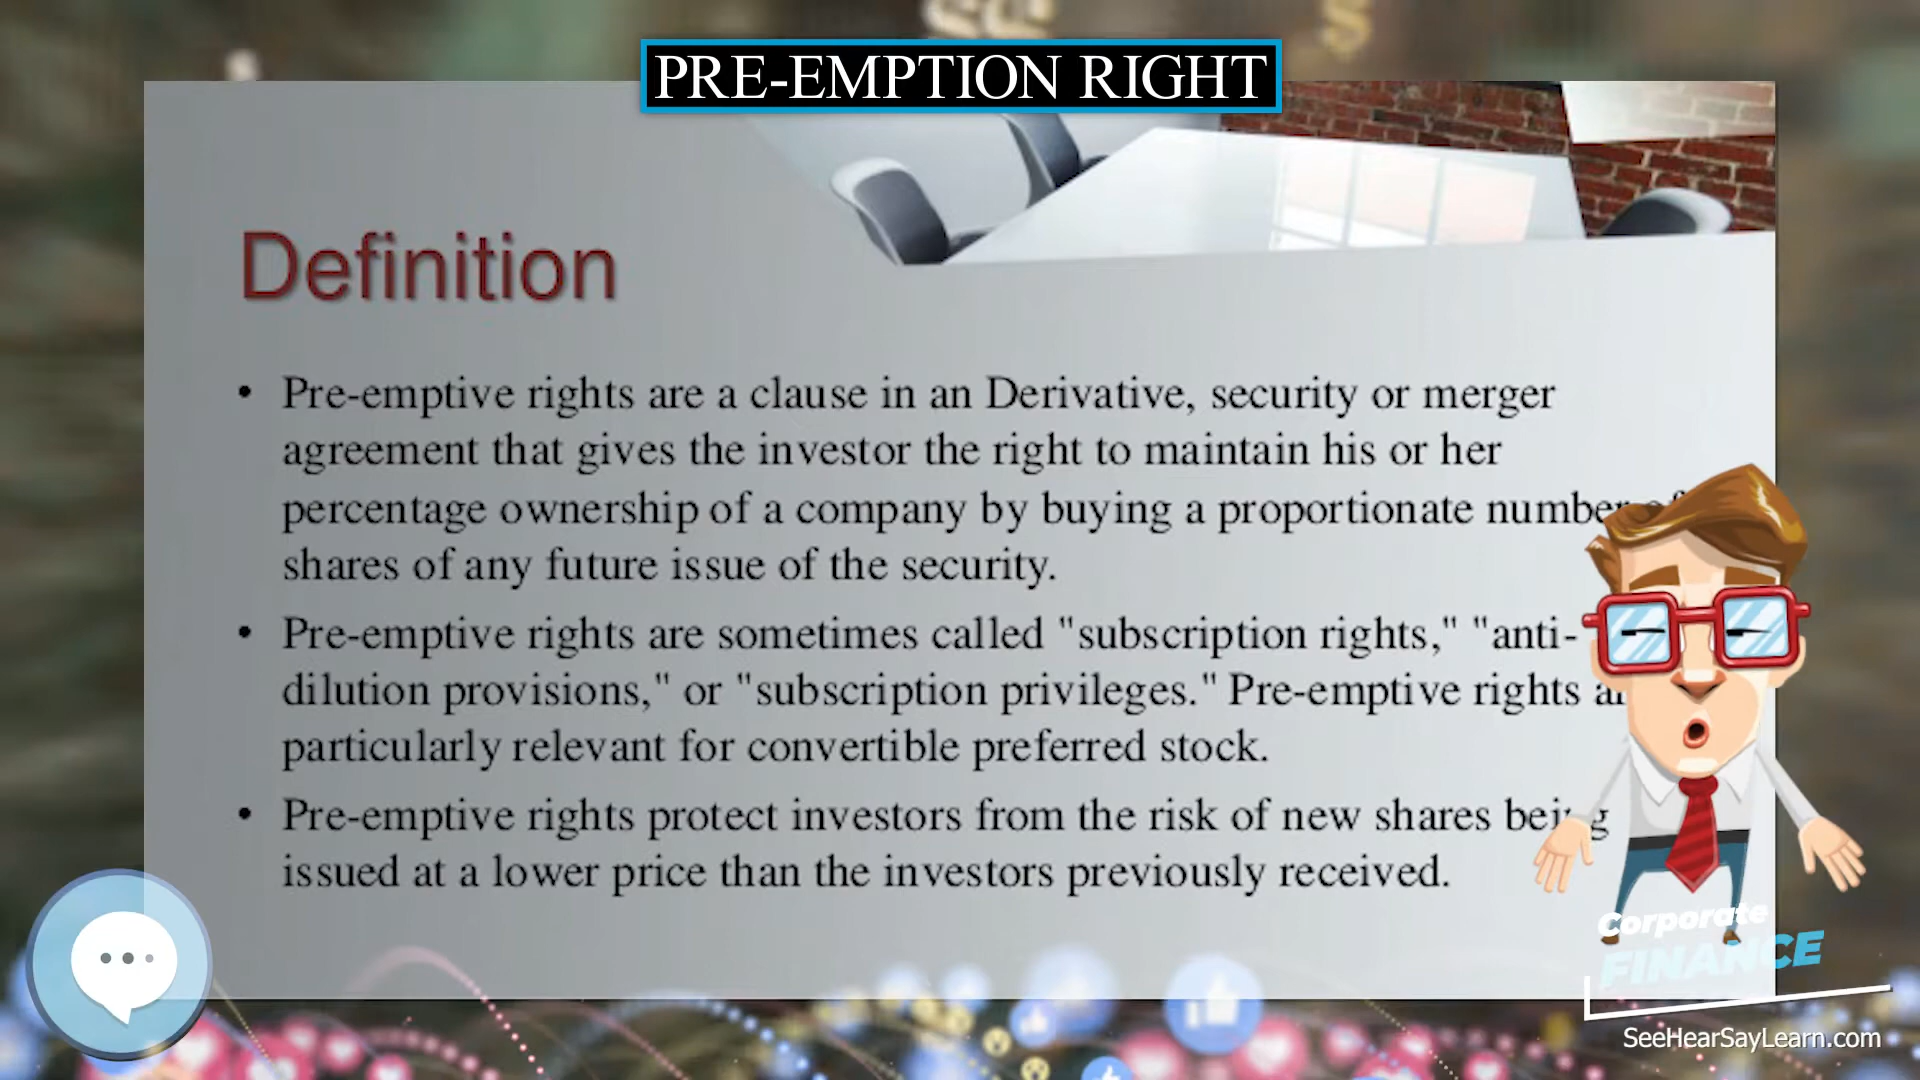 PRE-EMPTION RIGHT
Definition
• Pre-emptive rights are a clause in an Derivative, security or merger
agreement that gives the investor the right to maintain his or her
percentage ownership of a company by buying a proportionate number of
shares of any future issue of the security.
• Pre-emptive rights are sometimes called "subscription rights," "anti-
dilution provisions," or "subscription privileges." Pre-emptive rights
particularly relevant for convertible preferred stock.
• Pre-emptive rights protect investors from the risk of new shares being
issued at a lower price than the investors previously received.
Corporate
FINANCE
SeeHearSayLearn.com